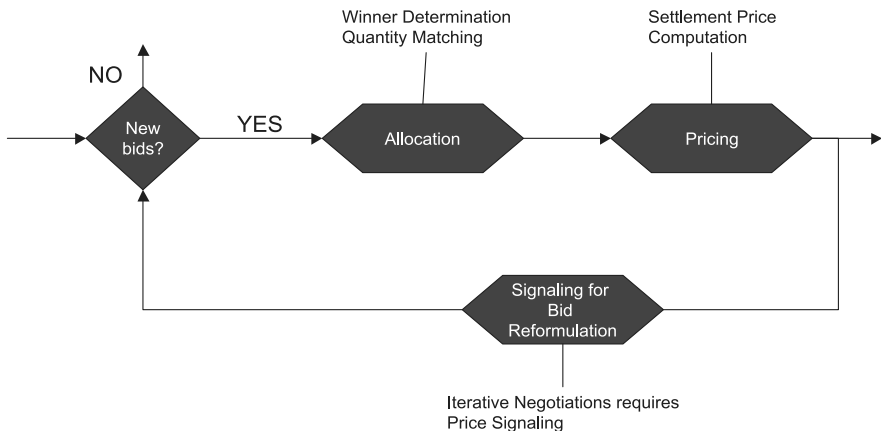 Winner Determination
Quantity Matching
Settlement Price
Computation
NO
New
bids?
YES
Allocation
Pricing
Signaling for
Bid
Reformulation
Iterative Negotiations requires
Price Signaling